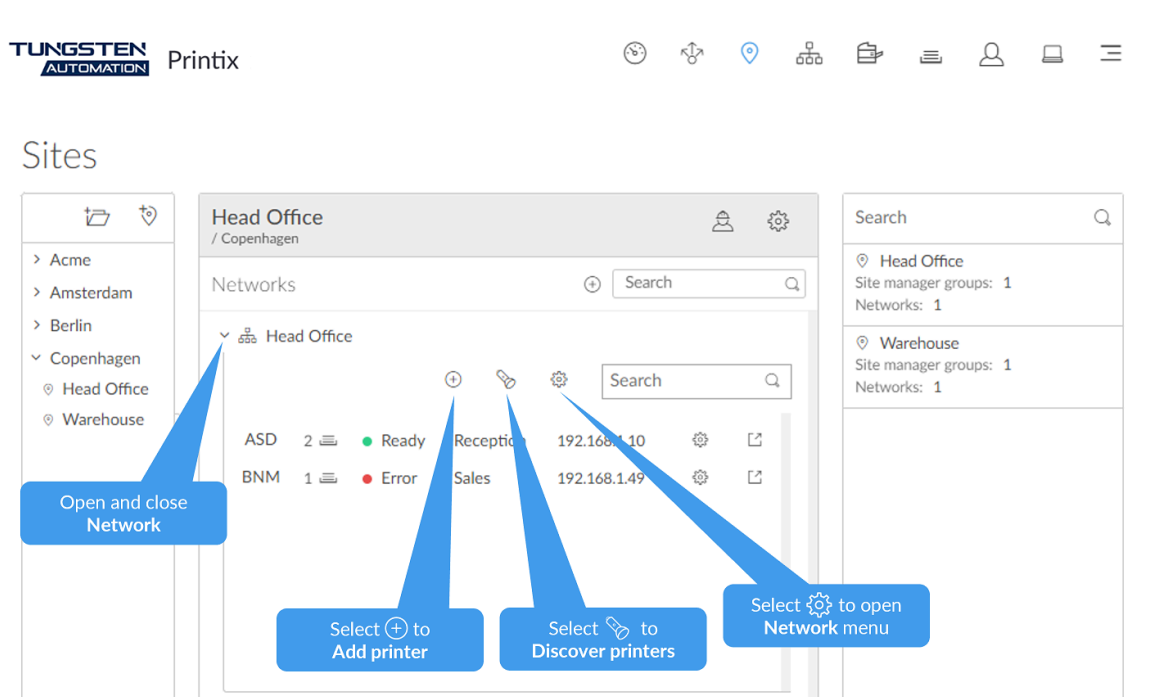 TUNGSTEN
AUTOMATION
Printix
Sites
Acme
Amsterdam
Berlin
Copenhagen
Head Office
Warehouse
Head Office
/ Copenhagen
Networks
Search
Head Office
Search
ASD 2 Ready Reception 192.168.1.10
BNM 1 Error Sales 192.168.1.49
Search
Head Office
Site manager groups: 1
Networks: 1
Warehouse
Site manager groups: 1
Networks: 1
Open and close
Network
Select to
Add printer
Select to
Discover printers
Select to open
Network menu